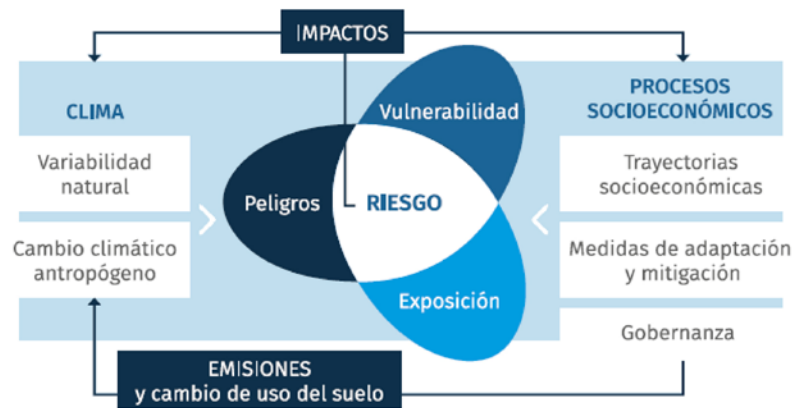 IMPACTOS
CLIMA
Variabilidad
natural
Cambio climático
antropógeno
Peligros
RIESGO
Vulnerabilidad
Exposición
PROCESOS
SOCIOECONÓMICOS
Trayectorias
socioeconómicas
Medidas de adaptación
y mitigación
Gobernanza
EMISIONES
y cambio de uso del suelo